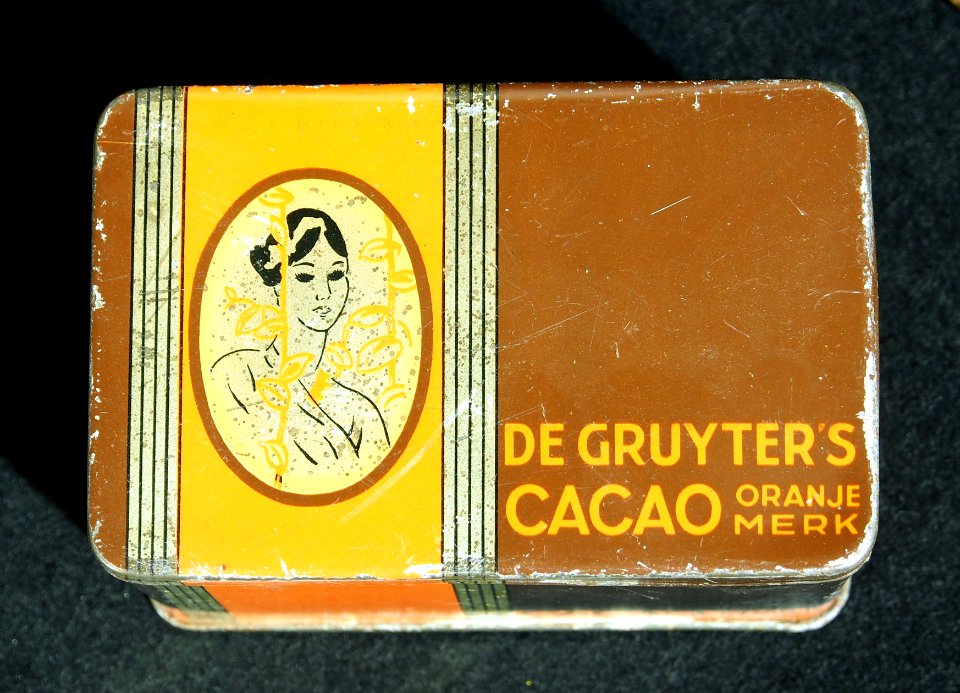 DE GRUYTER'S
CACAO ORANJE
MERK